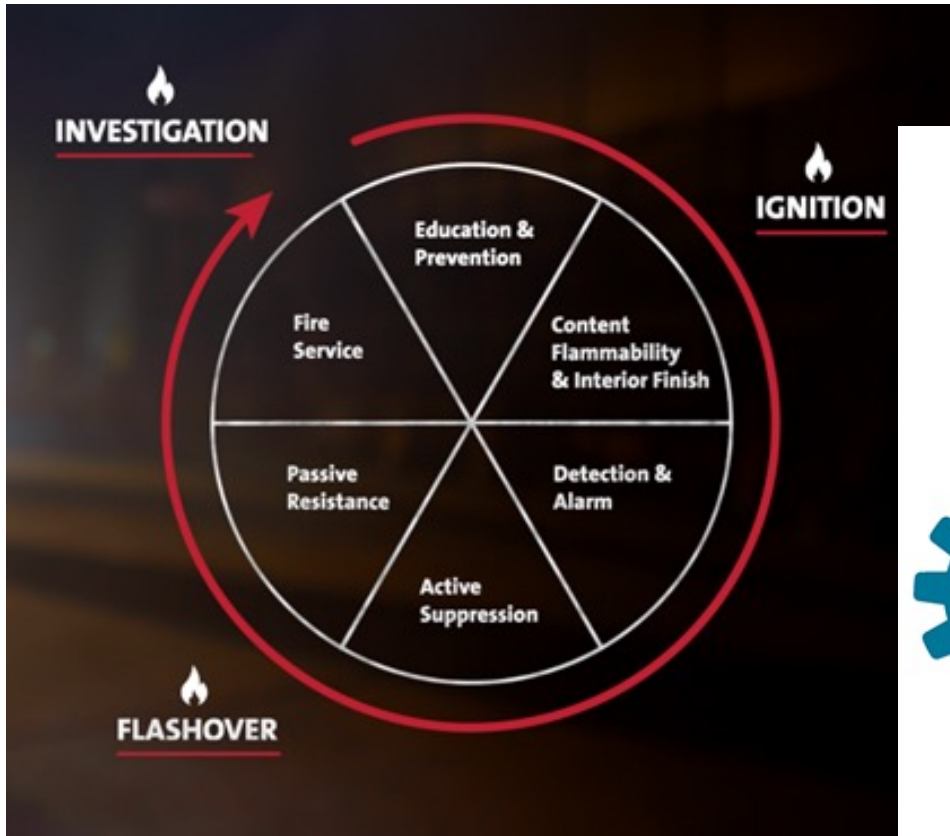 INVESTIGATION
IGNITION
Education &
Prevention
Fire
Service
Content
Flammability
& Interior Finish
Passive
Resistance
Detection &
Alarm
Active
Suppression
FLASHOVER